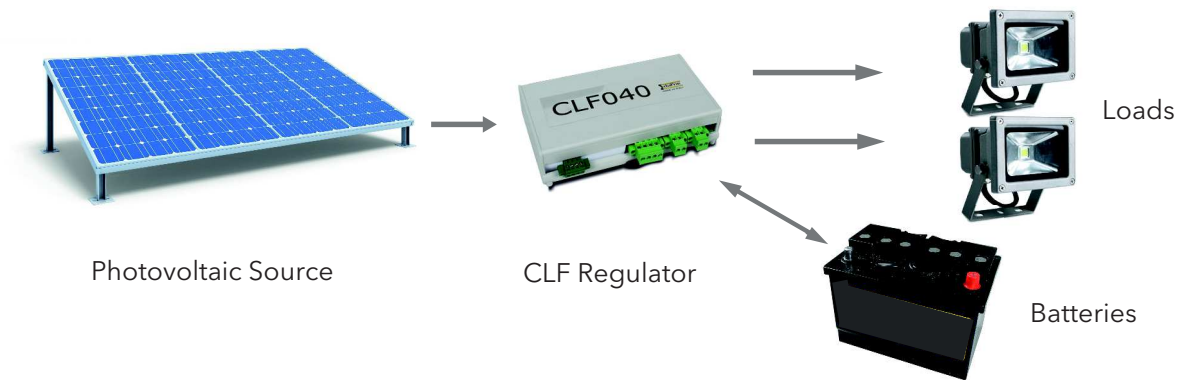 CLF040
Loads
Photovoltaic Source
CLF Regulator
Batteries